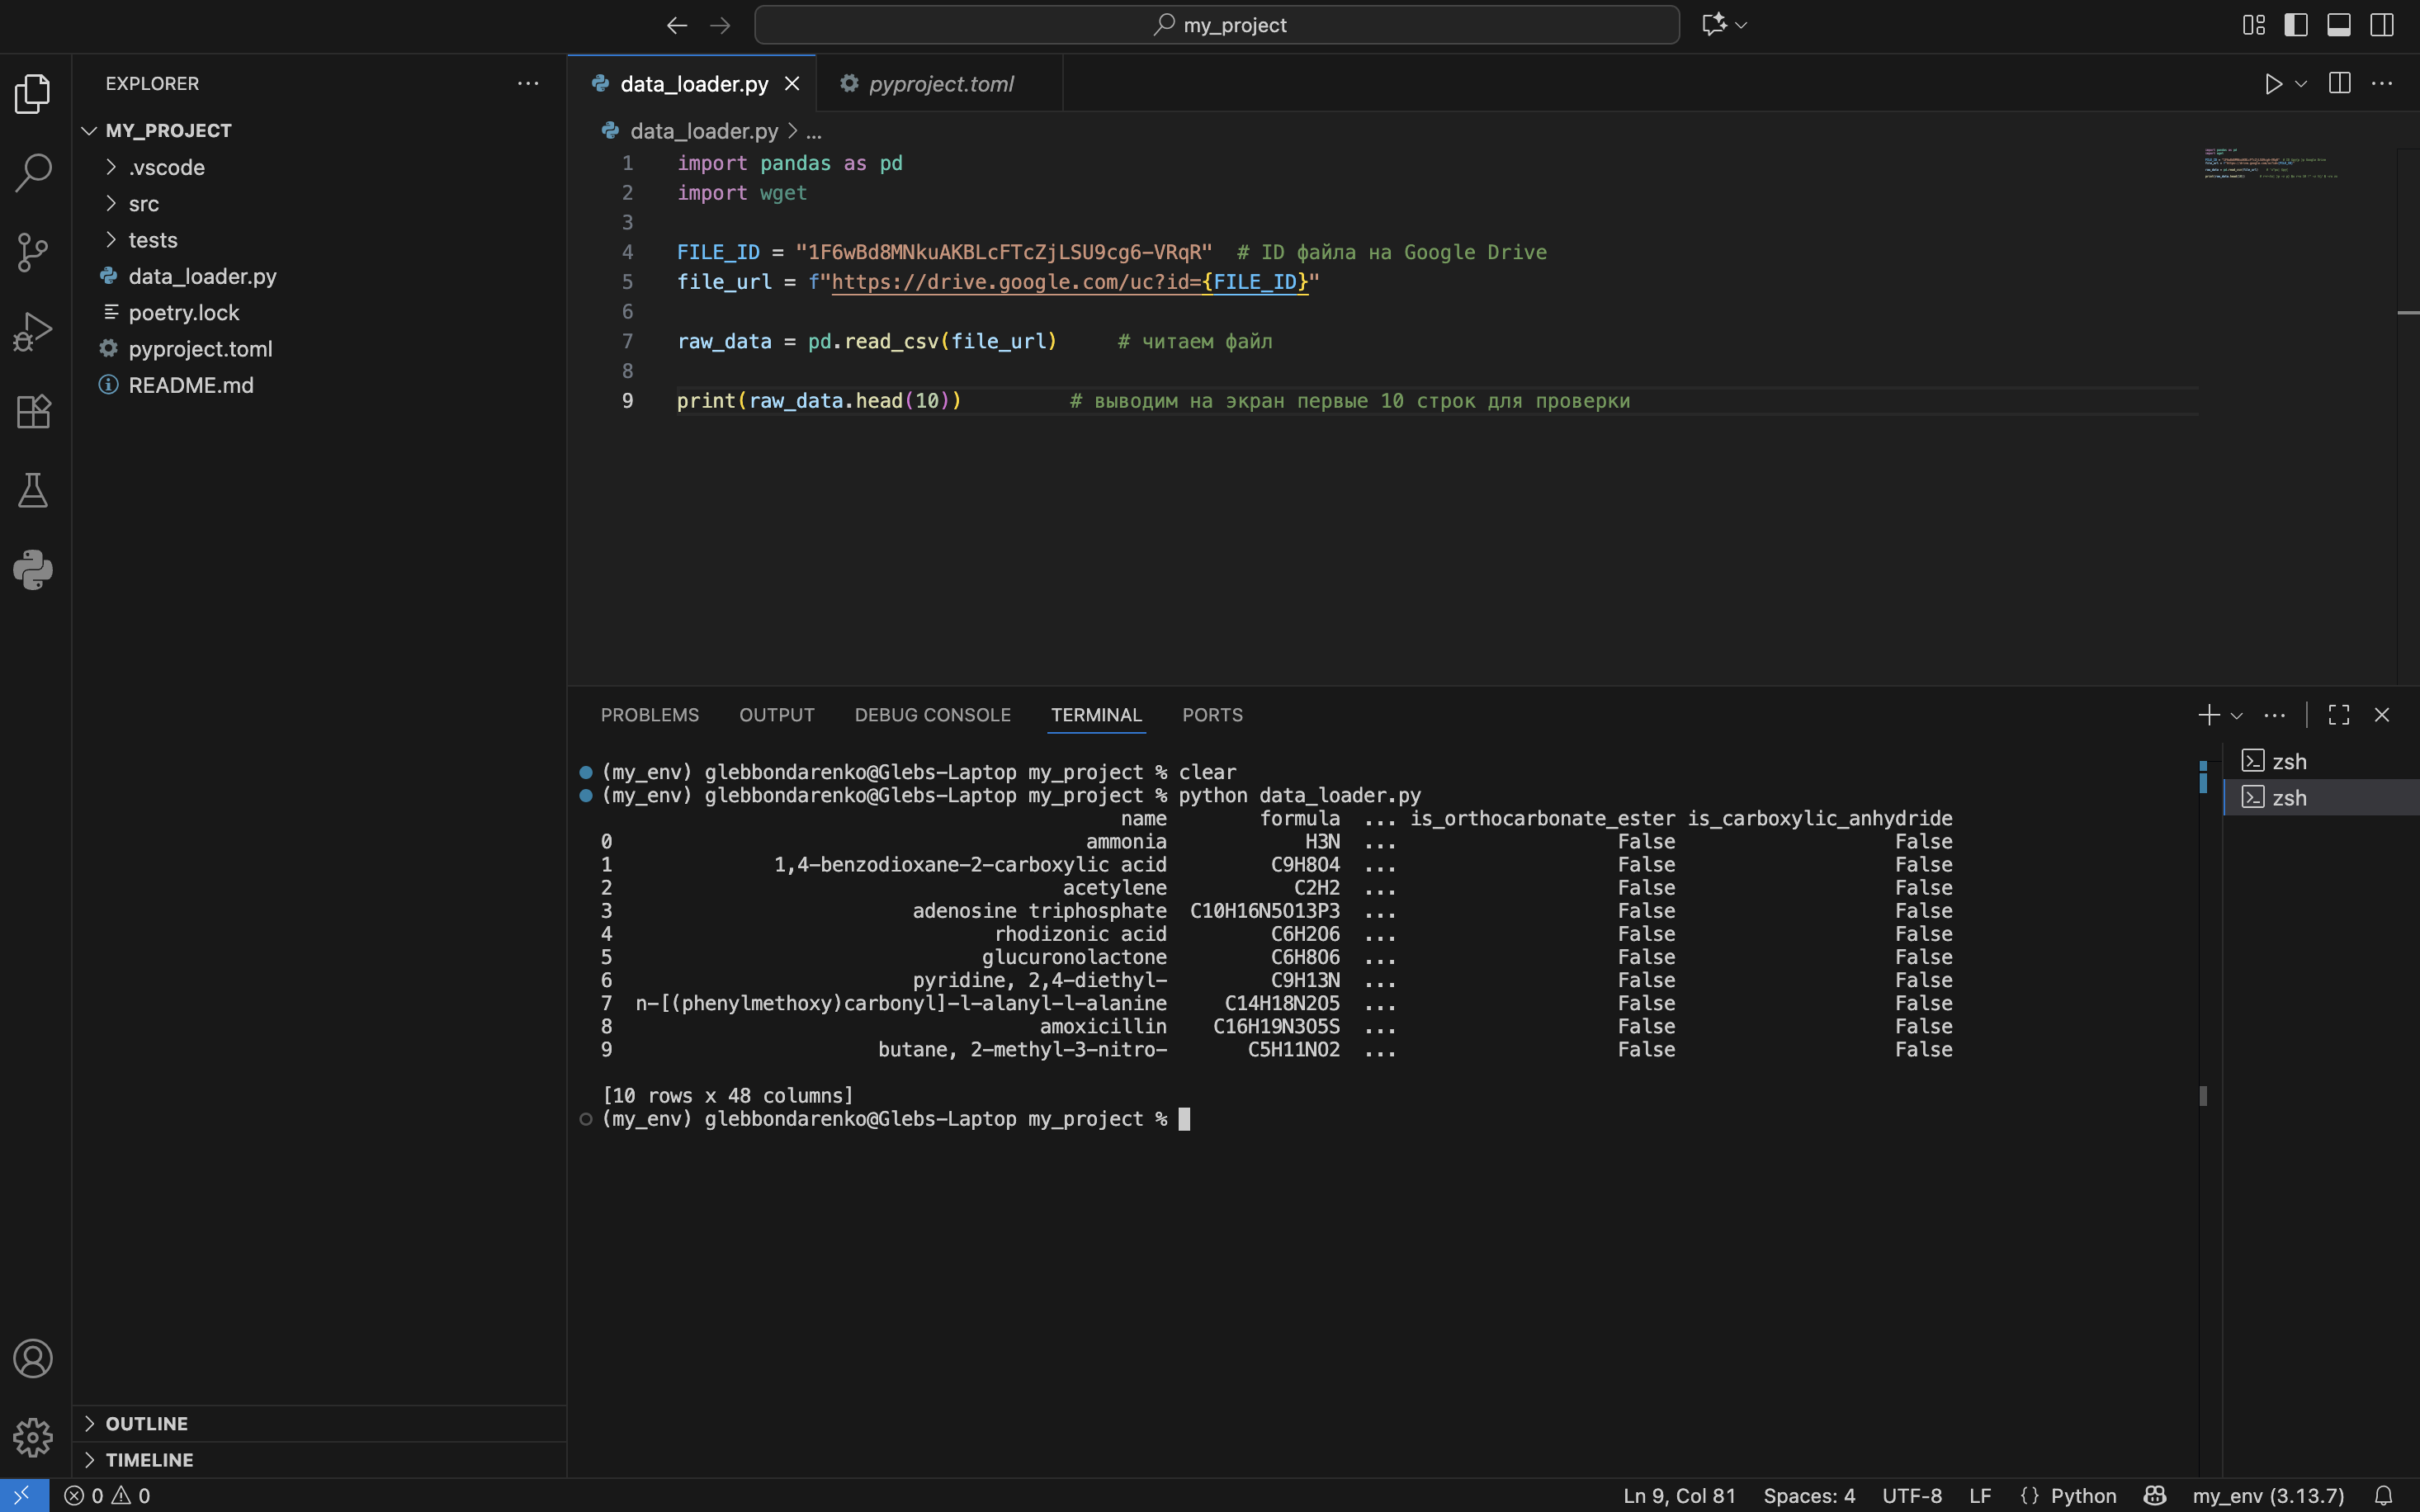 my_project
EXPLORER
MY_PROJECT
.vscode
src
tests
data_loader.py
poetry.lock
pyproject.toml
README.md
OUTLINE
TIMELINE
data_loader.py
pyproject.toml
data_loader.py > ...
1 import pandas as pd
2 import wget
3
4 FILE_ID = "1F6wBd8MNkuAKBLcFTcZjLSU9cg6-VRqR"  # ID файла на Google Drive
5 file_url = f"https://drive.google.com/uc?id={FILE_ID}"
6
7 raw_data = pd.read_csv(file_url)     # читаем файл
8
9 print(raw_data.head(10))         # выводим на экран первые 10 строк для проверки
PROBLEMS OUTPUT DEBUG CONSOLE TERMINAL PORTS
(my_env) glebbondarenko@Glebs-Laptop my_project % clear
(my_env) glebbondarenko@Glebs-Laptop my_project % python data_loader.py
name formula ... is_orthocarbonate_ester is_carboxylic_anhydride
0 ammonia H3N ... False False
1 1,4-benzodioxane-2-carboxylic acid C9H8O4 ... False False
2 acetylene C2H2 ... False False
3 adenosine triphosphate C10H16N5O13P3 ... False False
4 rhodizonic acid C6H2O6 ... False False
5 glucuronolactone C6H8O6 ... False False
6 pyridine, 2,4-diethyl- C9H13N ... False False
7 n-[(phenylmethoxy)carbonyl]-l-alanyl-l-alanine C14H18N2O5 ... False False
8 amoxicillin C16H19N3O5S ... False False
9 butane, 2-methyl-3-nitro- C5H11NO2 ... False False
[10 rows x 48 columns]
(my_env) glebbondarenko@Glebs-Laptop my_project %
zsh
zsh
0 0
Ln 9, Col 81 Spaces: 4 UTF-8 LF {} Python my_env (3.13.7)